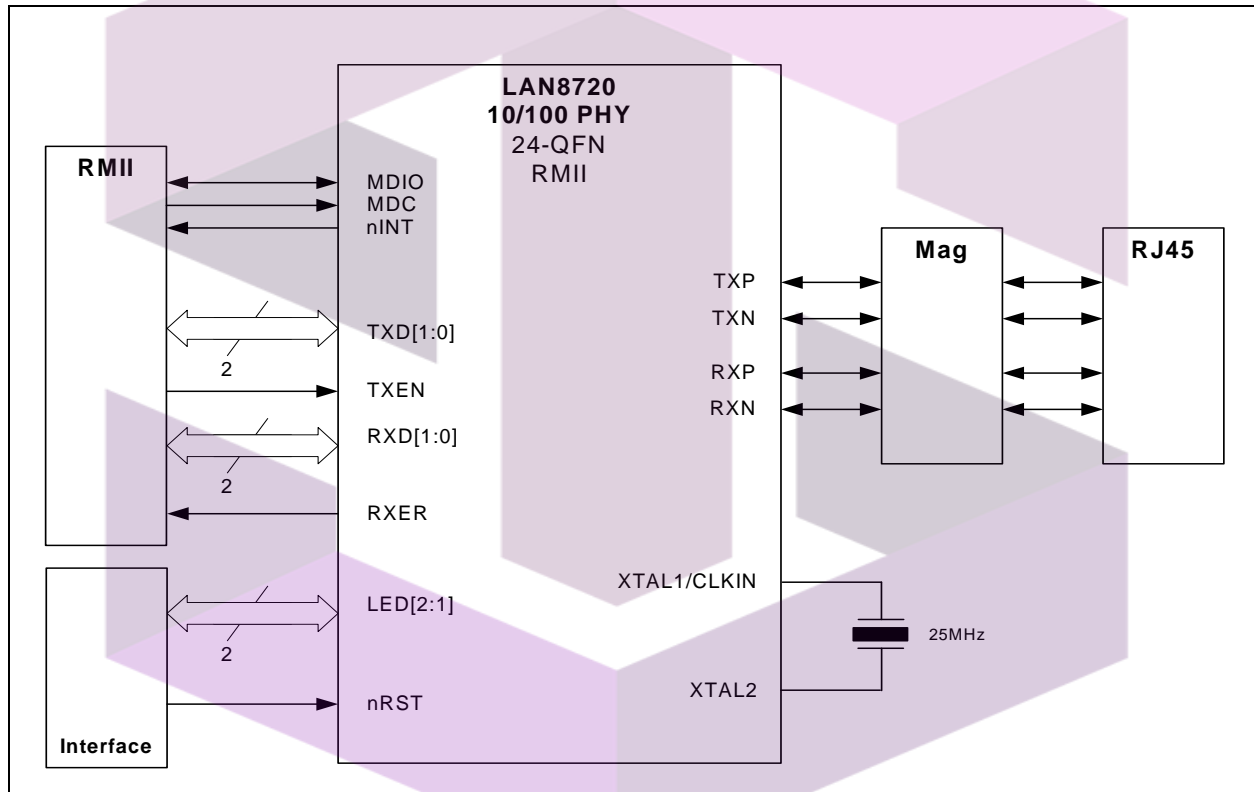 LAN8720
10/100 PHY
24-QFN
RMII
RMII
MDIO
MDC
nINT
TXD[1:0]
2
TXEN
RXD[1:0]
2
RXER
LED[2:1]
2
nRST
Interface
TXP
TXN
RXP
RXN
Mag
RJ45
XTAL1/CLKIN
25MHz
XTAL2